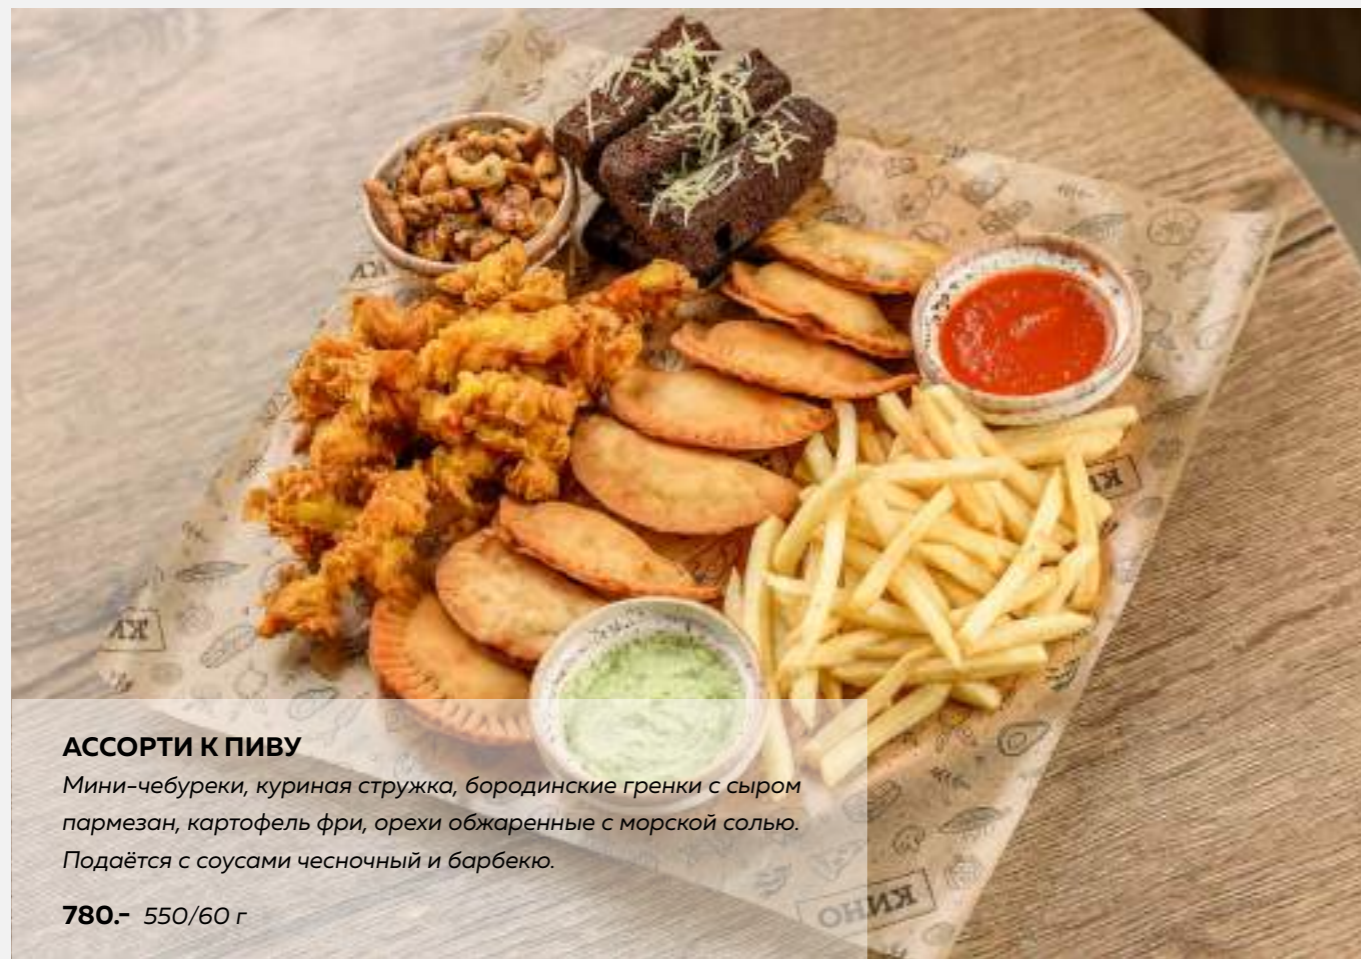 АССОРТИ К ПИВУ
Мини-чебуреки, куриная стружка, бородинские гренки с сыром
пармезан, картофель фри, орехи обжаренные с морской солью.
Подаётся с соусами чесночный и барбекю.
780.- 550/60 г
КИНО